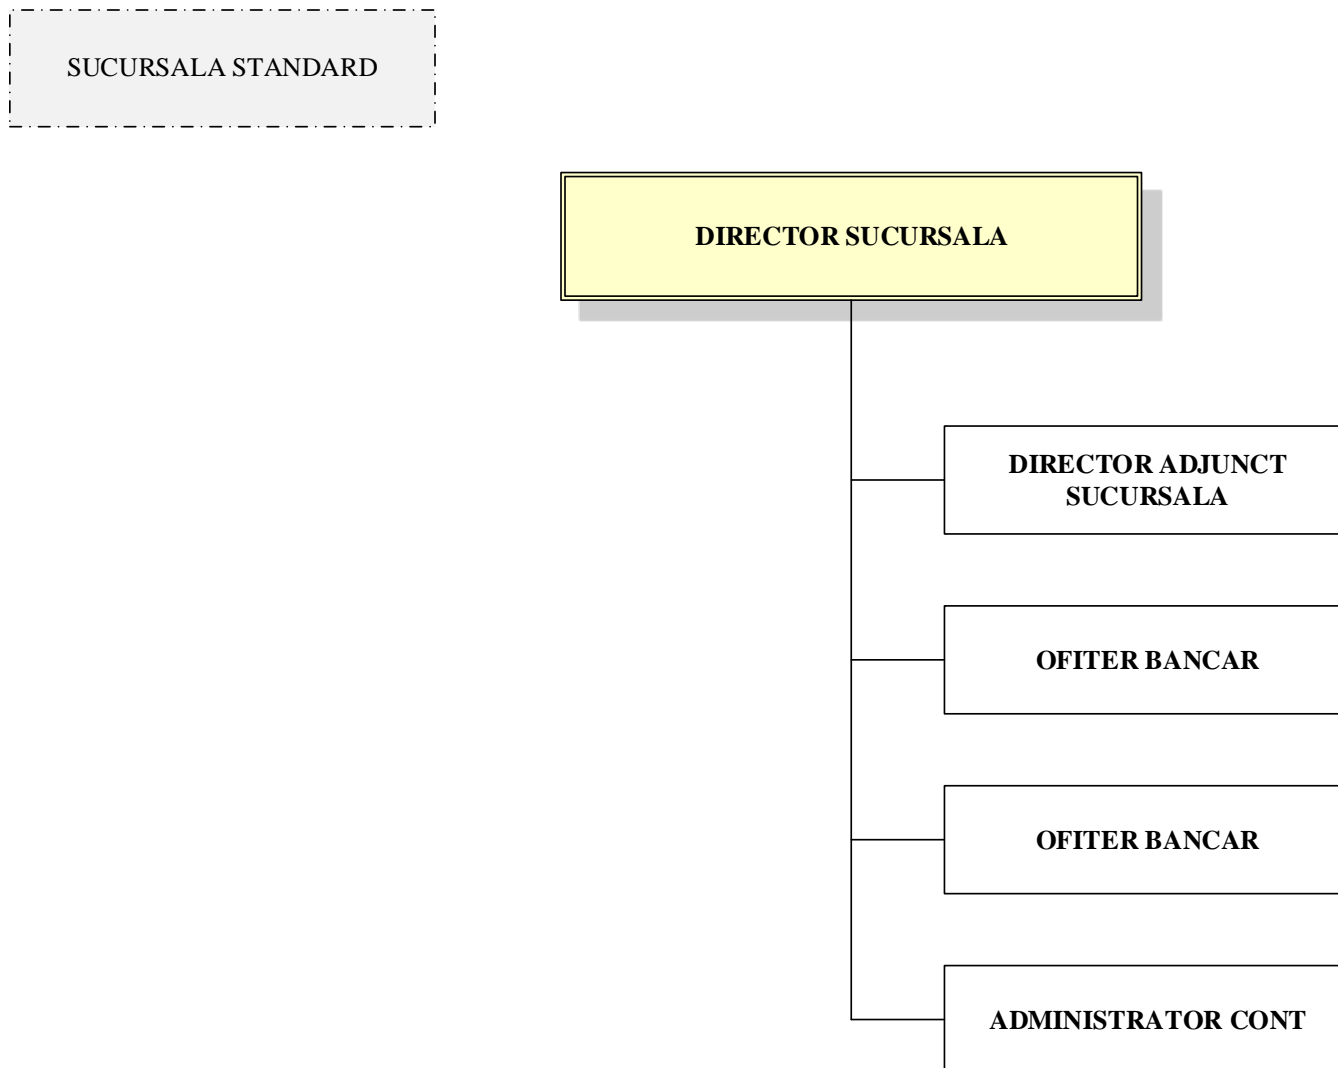 SUCURSALA STANDARD
DIRECTOR SUCURSALA
DIRECTOR ADJUNCT
SUCURSALA
OFITER BANCAR
OFITER BANCAR
ADMINISTRATOR CONT